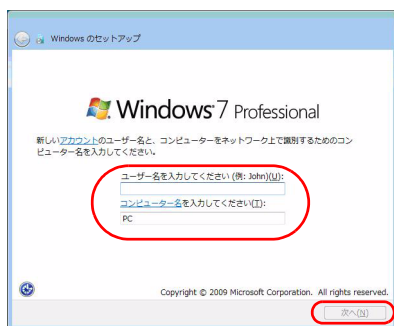 Windows のセットアップ
Windows 7 Professional
新しいアカウントのユーザー名と、コンピューターをネットワーク上で識別するためのコン
ピューター名を入力してください。
ユーザー名を入力してください (例: John)(U):
コンピューター名を入力してください(T):
PC
Copyright © 2009 Microsoft Corporation. All rights reserved.
次へ(N)